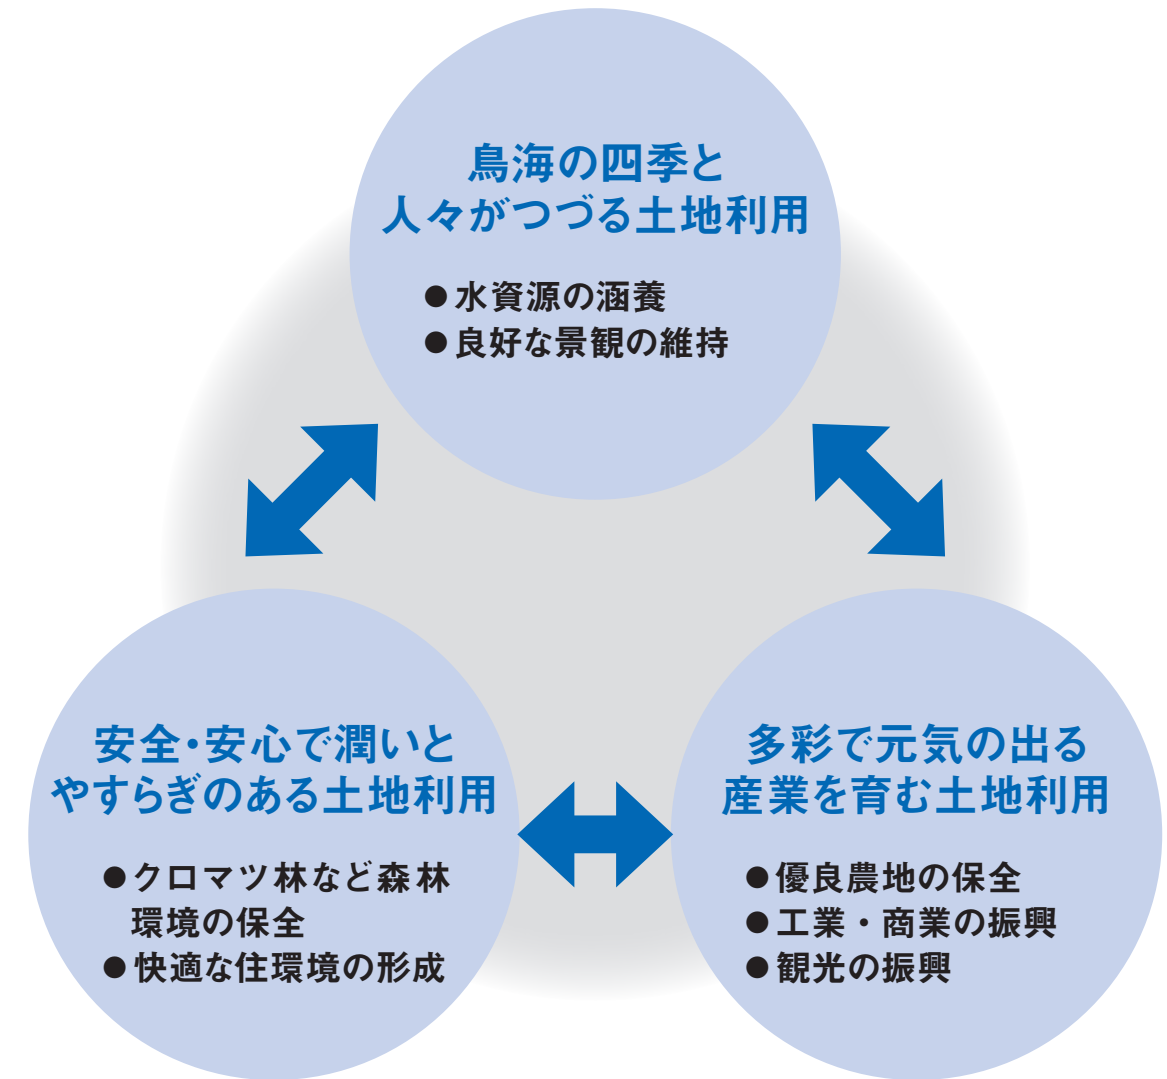 鳥海の四季と
人々がつづる土地利用
●水資源の涵養
●良好な景観の維持
安全・安心で潤いと
やすらぎのある土地利用
●クロマツ林など森林
環境の保全
●快適な住環境の形成
多彩で元気の出る
産業を育む土地利用
●優良農地の保全
●工業・商業の振興
●観光の振興